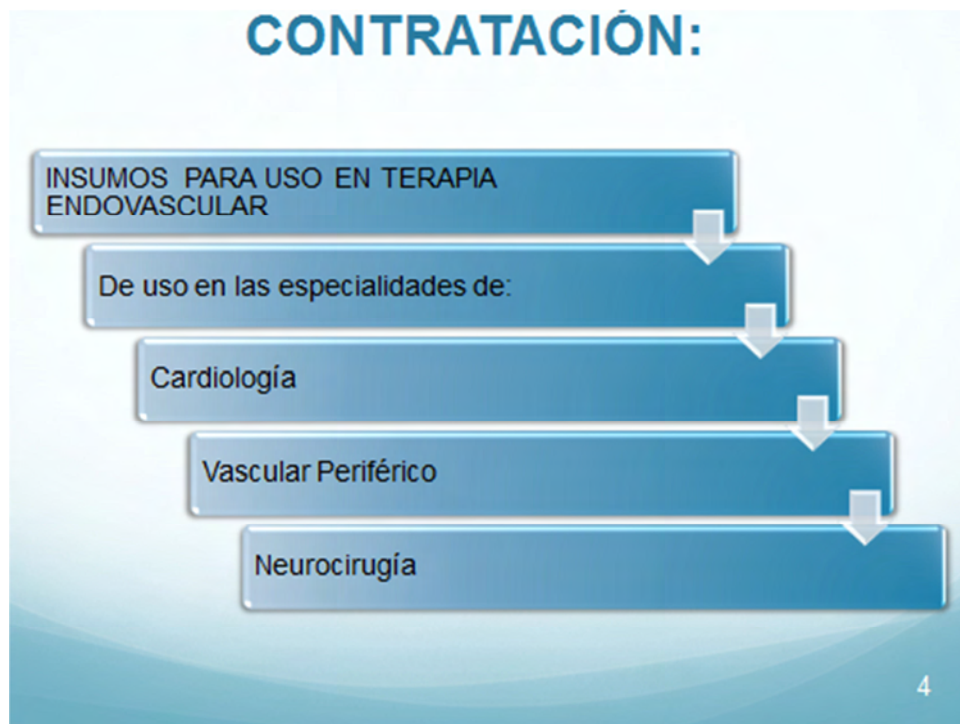 CONTRATACIÓN:
INSUMOS PARA USO EN TERAPIA
ENDOVASCULAR
De uso en las especialidades de:
Cardiología
Vascular Periférico
Neurocirugía
4